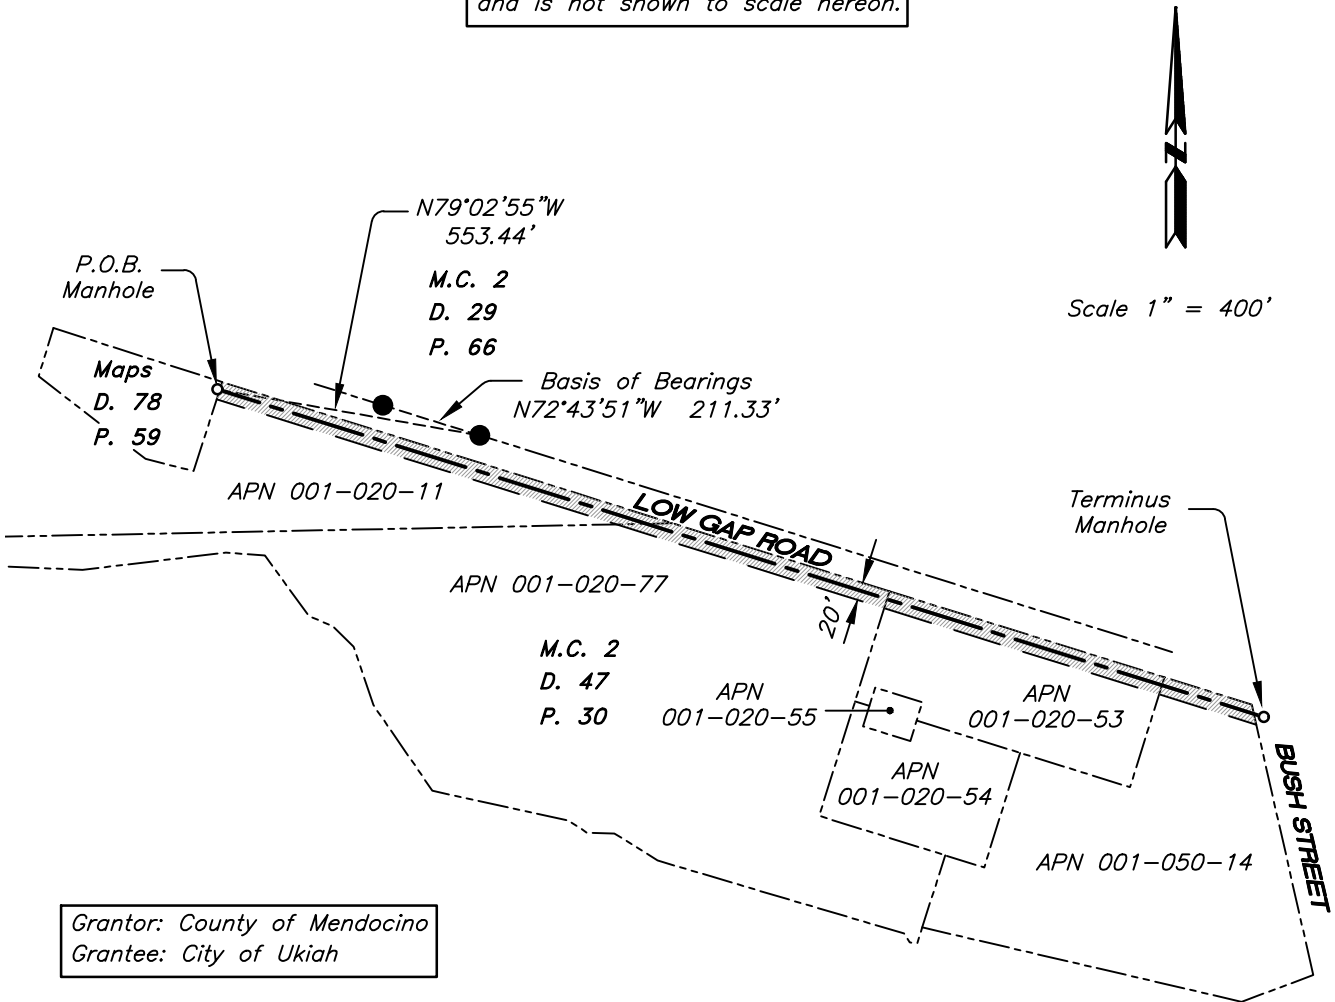 and is not shown to scale hereon.
N
Scale 1" = 400'
N79°02'55"W
553.44'
P.O.B.
Manhole
M.C. 2
D. 29
P. 66
Maps
D. 78
P. 59
Basis of Bearings
N72°43'51"W 211.33'
APN 001-020-11
LOW GAP ROAD
Terminus
Manhole
APN 001-020-77
20'
M.C. 2
D. 47
P. 30
APN
001-020-55
APN
001-020-53
APN
001-020-54
BUSH STREET
APN 001-050-14
Grantor: County of Mendocino
Grantee: City of Ukiah